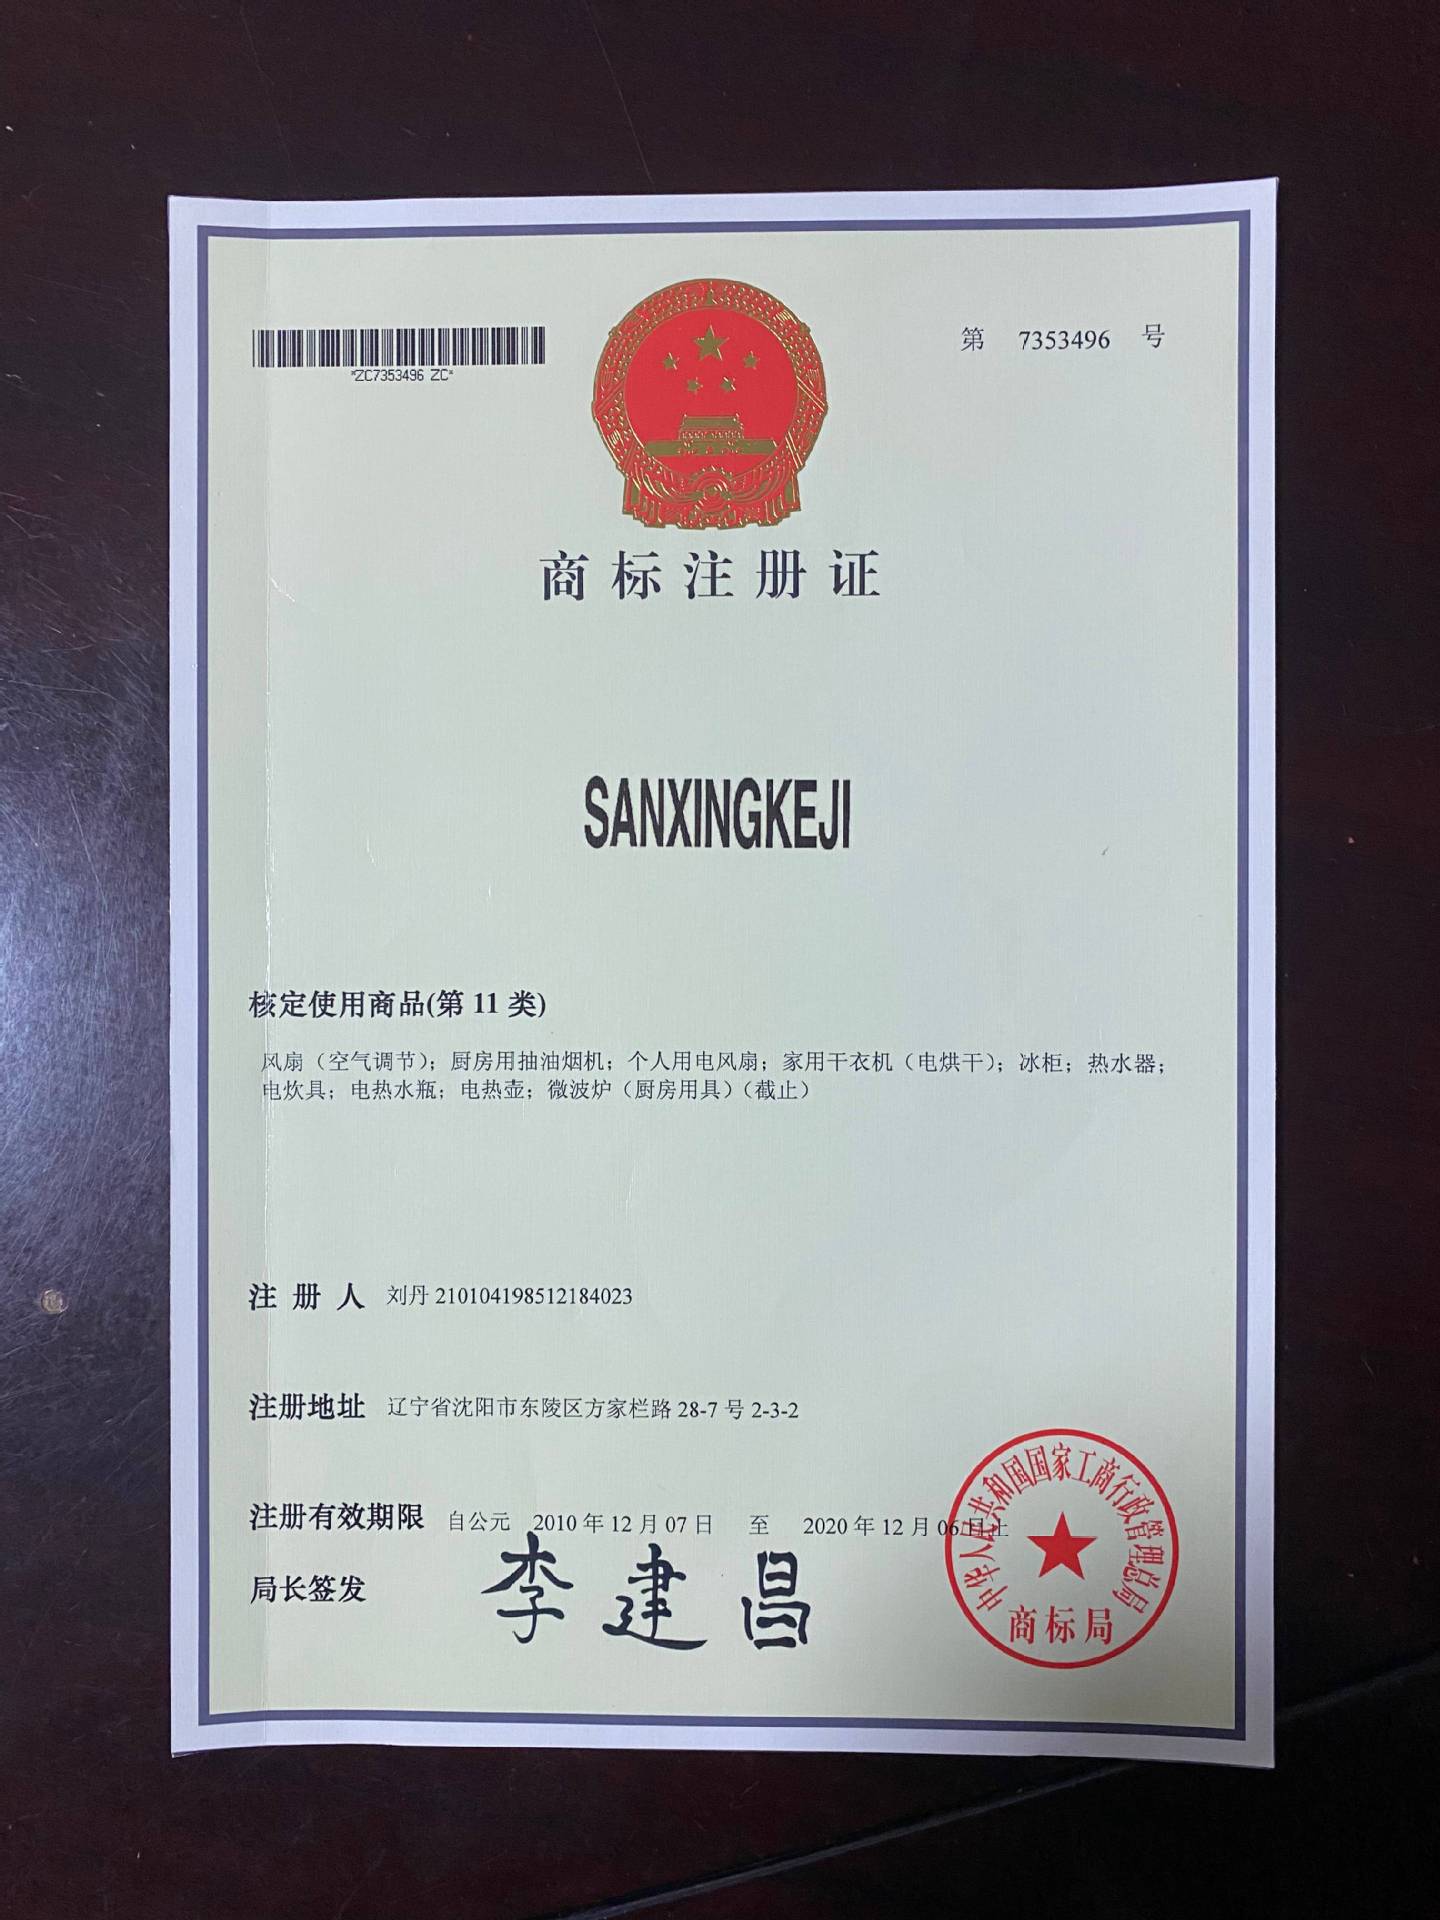 *ZC7353496 ZC*
第 7353496 号
商标注册证
SANXINGKEJI
核定使用商品(第 11 类)
风扇（空气调节）；厨房用抽油烟机；个人用电风扇；家用干衣机（电烘干）；冰柜；热水器；
电炊具；电热水瓶；电热壶；微波炉（厨房用具）（截止）
注 册 人 刘丹 210104198512184023
注册地址 辽宁省沈阳市东陵区方家栏路 28-7 号 2-3-2
注册有效期限 自公元 2010 年 12 月 07 日 至 2020 年 12 月 06 日止
局长签发 李建昌
中华人民共和国国家工商行政管理总局
商标局